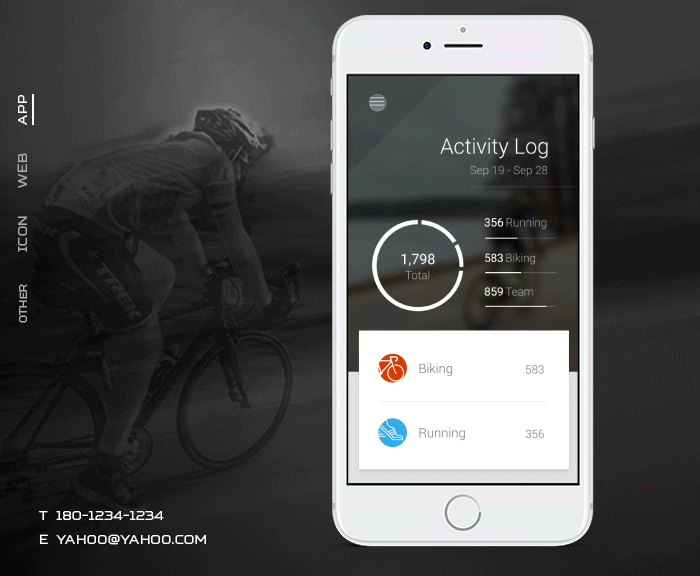 APP
WEB
ICON
OTHER
T 180-1234-1234
E YAHOO@YAHOO.COM
Activity Log
Sep 19 - Sep 28
1,798
Total
356 Running
583 Biking
859 Team
Biking 583
Running 356
TREK